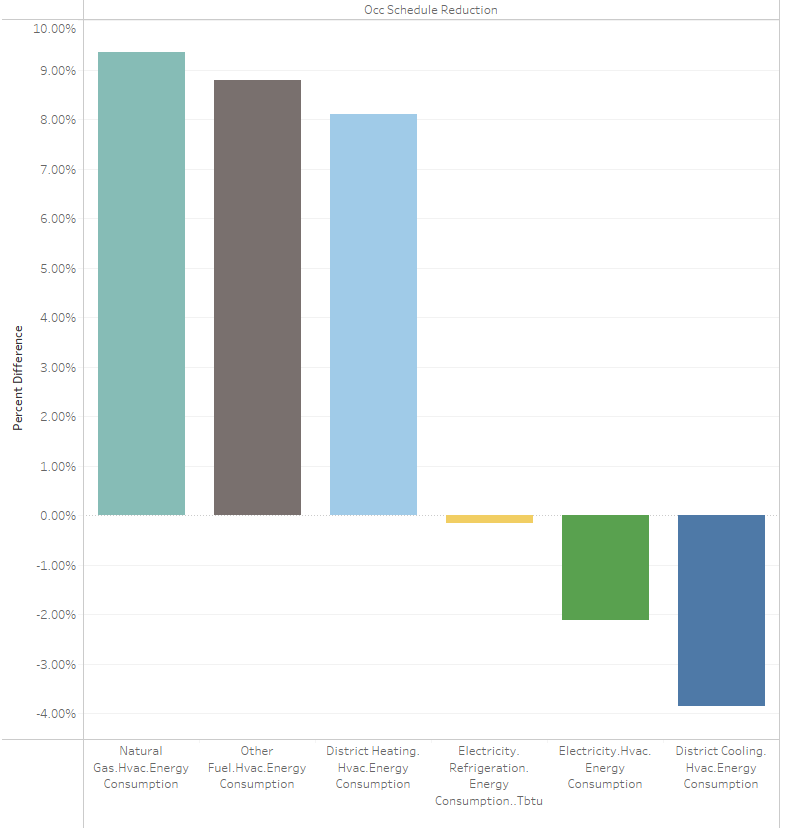 Occ Schedule Reduction
10.00%
9.00%
8.00%
7.00%
6.00%
5.00%
4.00%
3.00%
2.00%
1.00%
0.00%
-1.00%
-2.00%
-3.00%
-4.00%
Percent Difference
Natural
Gas.Hvac.Energy
Consumption
Other
Fuel.Hvac.Energy
Consumption
District Heating.
Hvac.Energy
Consumption
Electricity.
Refrigeration.
Energy
Consumption..Tbtu
Electricity.Hvac.
Energy
Consumption
District Cooling.
Hvac.Energy
Consumption